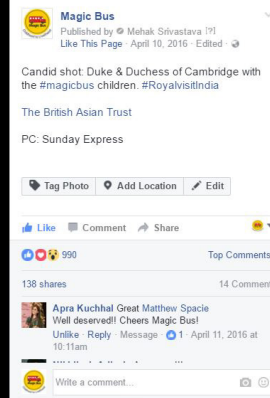 Magic Bus
Published by Mehak Srivastava [?]
Like This Page · April 10, 2016 · Edited ·
Candid shot: Duke & Duchess of Cambridge with
the #magicbus children. #RoyalvisitIndia
The British Asian Trust
PC: Sunday Express
Tag Photo Add Location Edit
Like Comment Share
990 Top Comments
138 shares 14 Comment
Apra Kuchhal Great Matthew Spacie
Well deserved!! Cheers Magic Bus!
Unlike · Reply · Message · 1 · April 11, 2016 at
10:11am
Write a comment...